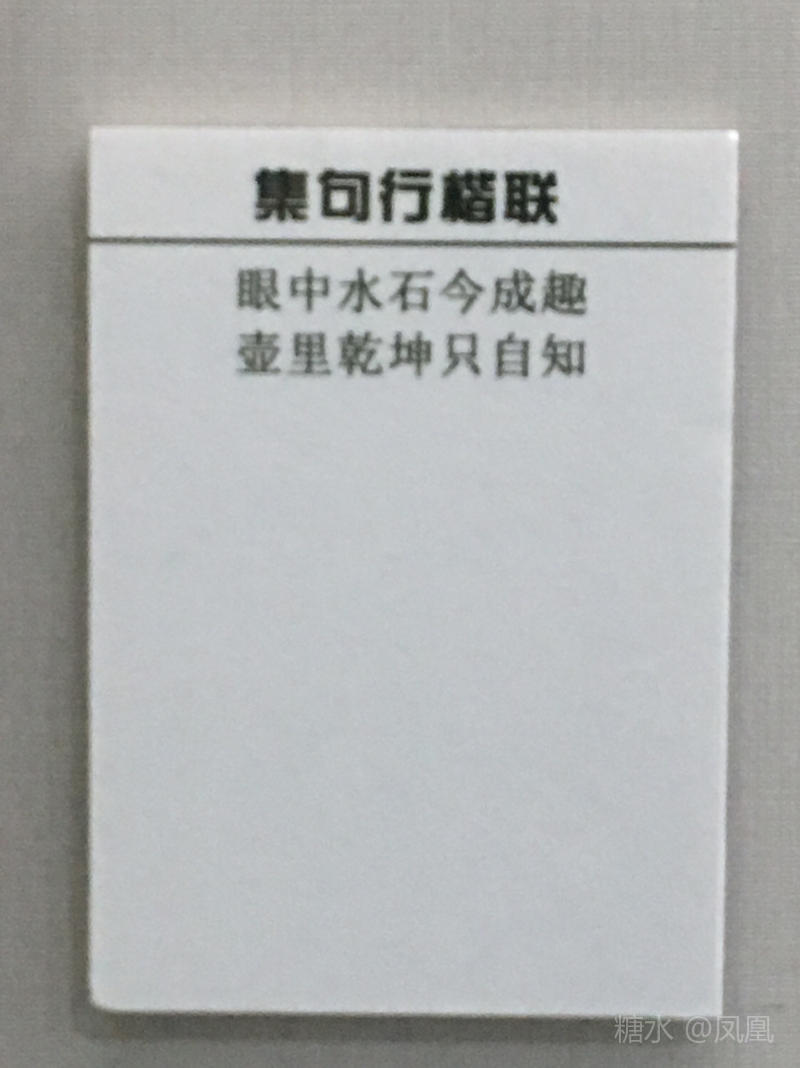 集句行楷联
眼中水石今成趣
壶里乾坤只自知
糖水 @凤凰